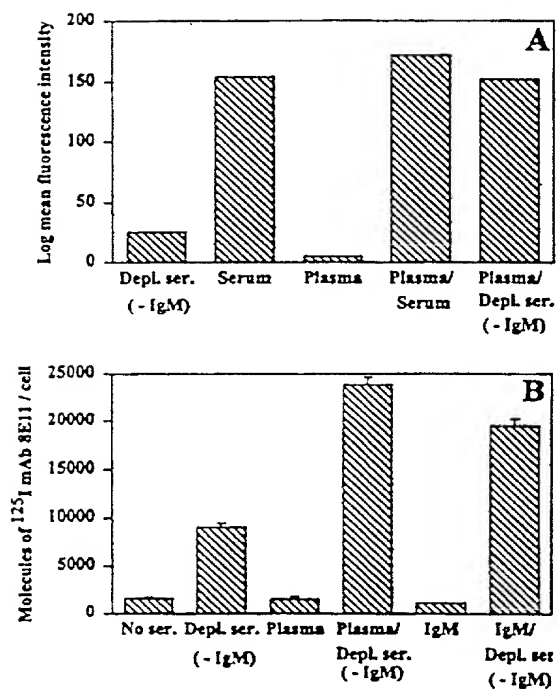 A
Log mean fluorescence intensity
200
150
100
50
0
Depl. ser. Serum Plasma Plasma/ Plasma/
( - IgM) Serum Depl. ser.
( - IgM)
B
Molecules of 125I mAb 8E11 / cell
25000
20000
15000
10000
5000
0
No ser. Depl. ser. Plasma Plasma/ IgM IgM/
( - IgM) Depl. ser. Depl. ser
( - IgM) ( - IgM)